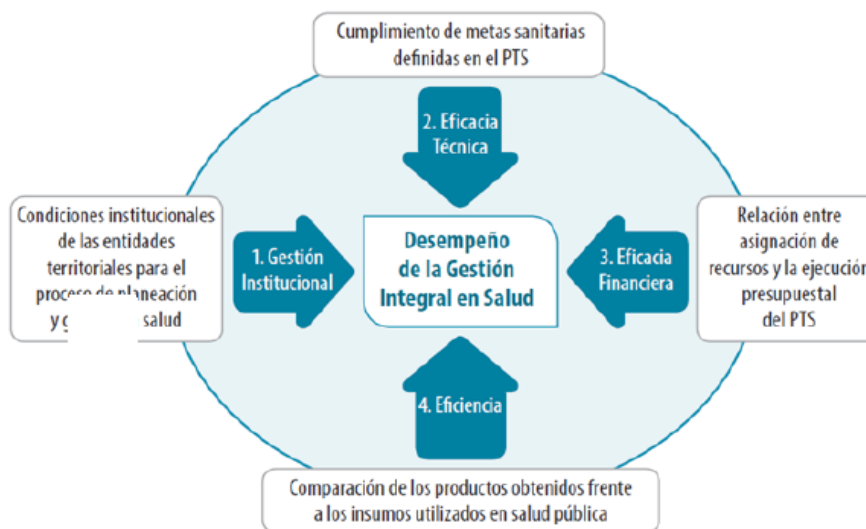 Cumplimiento de metas sanitarias
definidas en el PTS
2. Eficacia
Técnica
Condiciones institucionales
de las entidades
territoriales para el
proceso de planeación
y salud
1. Gestión
Institucional
Desempeño
de la Gestión
Integral en Salud
3. Eficacia
Financiera
Relación entre
asignación de
recursos y la ejecución
presupuestal
del PTS
4. Eficiencia
Comparación de los productos obtenidos frente
a los insumos utilizados en salud pública